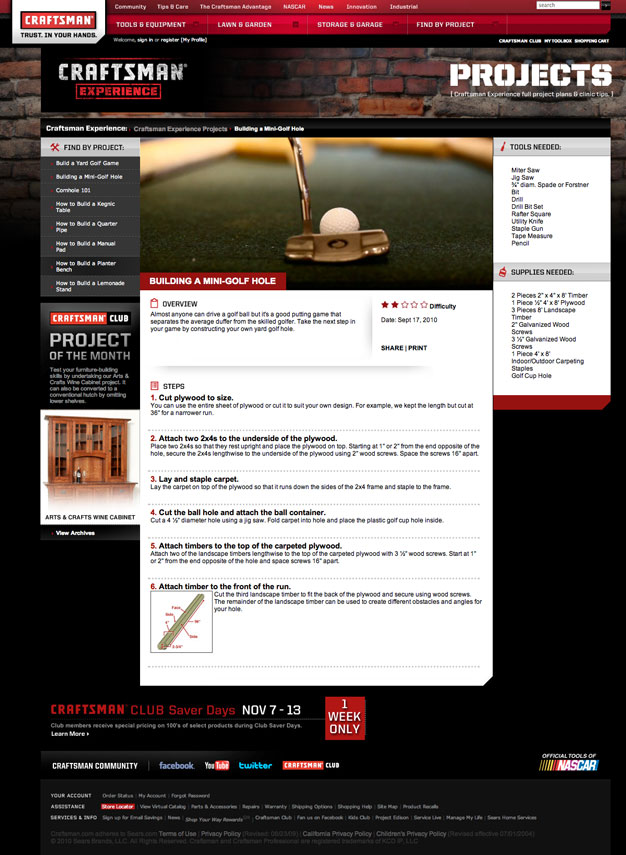 Community Tips & Cars The Craftsman Advantage NASCAR News Innovation Industrial
search
CRAFTSMAN
TRUST. IN YOUR HANDS.
TOOLS & EQUIPMENT LAWN & GARDEN STORAGE & GARAGE FIND BY PROJECT
Welcome, sign in or register [My Profile]
CRAFTSMAN CLUB MY TOOLBOX SHOPPING CART
CRAFTSMAN
EXPERIENCE
PROJECTS
[ Craftsman Experience full project plans & clinic tips. ]
Craftsman Experience: Craftsman Experience Projects Building a Mini-Golf Hole
FIND BY PROJECT:
Build a Yard Golf Game
Building a Mini-Golf Hole
Cornhole 101
How to Build a Kegnic
Table
How to Build a Quarter
Pipe
How to Build a Manual
Pad
How to Build a Planter
Bench
How to Build a Lemonade
Stand
CRAFTSMAN CLUB
PROJECT
OF THE MONTH
Test your furniture-building
skills by undertaking our Arts &
Crafts Wine Cabinet project. It
can also be converted to a
conventional hutch by omitting
lower shelves.
ARTS & CRAFTS WINE CABINET
View Archives
BUILDING A MINI-GOLF HOLE
OVERVIEW
Almost anyone can drive a golf ball but it's a good putting game that
separates the average duffer from the skilled golfer. Take the next step in
your game by constructing your own yard golf hole.
Difficulty
Date: Sept 17, 2010
SHARE | PRINT
STEPS
1. Cut plywood to size.
You can use the entire sheet of plywood or cut it to suit your own design. For example, we kept the length but cut at
36" for a narrower run.
2. Attach two 2x4s to the underside of the plywood.
Place two 2x4s so that they rest upright and place the plywood on top. Starting at 1" or 2" from the end opposite of the
hole, secure the 2x4s lengthwise to the underside of the plywood using 2" wood screws. Space the screws 16" apart.
3. Lay and staple carpet.
Lay the carpet on top of the plywood so that it runs down the sides of the 2x4 frame and staple to the frame.
4. Cut the ball hole and attach the ball container.
Cut a 4 ½" diameter hole using a jig saw. Fold carpet into hole and place the plastic golf cup hole inside.
5. Attach timbers to the top of the carpeted plywood.
Attach two of the landscape timbers lengthwise to the top of the carpeted plywood with 3 ½" wood screws. Start at 1"
or 2" from the end opposite of the hole and space screws 16" apart.
6. Attach timber to the front of the run.
Cut the third landscape timber to fit the back of the plywood and secure using wood screws.
The remainder of the landscape timber can be used to create different obstacles and angles for
your hole.
Face
Side
Side
TOOLS NEEDED:
Miter Saw
Jig Saw
¾" diam. Spade or Forstner
Bit
Drill
Drill Bit Set
Rafter Square
Utility Knife
Staple Gun
Tape Measure
Pencil
SUPPLIES NEEDED:
2 Pieces 2" x 4" x 8' Timber
1 Piece ½" 4' x 8' Plywood
3 Pieces 8' Landscape
Timber
2" Galvanized Wood
Screws
3 ½" Galvanized Wood
Screws
1 Piece 4' x 8'
Indoor/Outdoor Carpeting
Staples
Golf Cup Hole
CRAFTSMAN CLUB Saver Days NOV 7 - 13
1
WEEK
ONLY
Club members receive special pricing on 100's of select products during Club Saver Days.
Learn More
CRAFTSMAN COMMUNITY facebook YouTube twitter CRAFTSMAN CLUB
OFFICIAL TOOLS OF
NASCAR
YOUR ACCOUNT Order Status | My Account | Forgot Password
ASSISTANCE Store Locator | View Virtual Catalog | Parts & Accessories | Repairs | Warranty | Shipping Options | Shopping Help | Site Map | Product Recalls
SERVICES & INFO Sign up for Email Savings | News | Shop Your Way Rewards | Craftsman Club | Fan us on Facebook | Kids Club | Project Edison | Service Live | Manage My Life | Sears Home Services
Craftsman.com adheres to Sears.com Terms of Use | Privacy Policy (Revised: 09/23/09) | California Privacy Policy | Children's Privacy Policy (Revised effective 07/01/2004)
© 2010 Sears Brands, LLC. All Rights Reserved. Craftsman and Craftsman Professional are registered trademarks of KCD IP, LLC